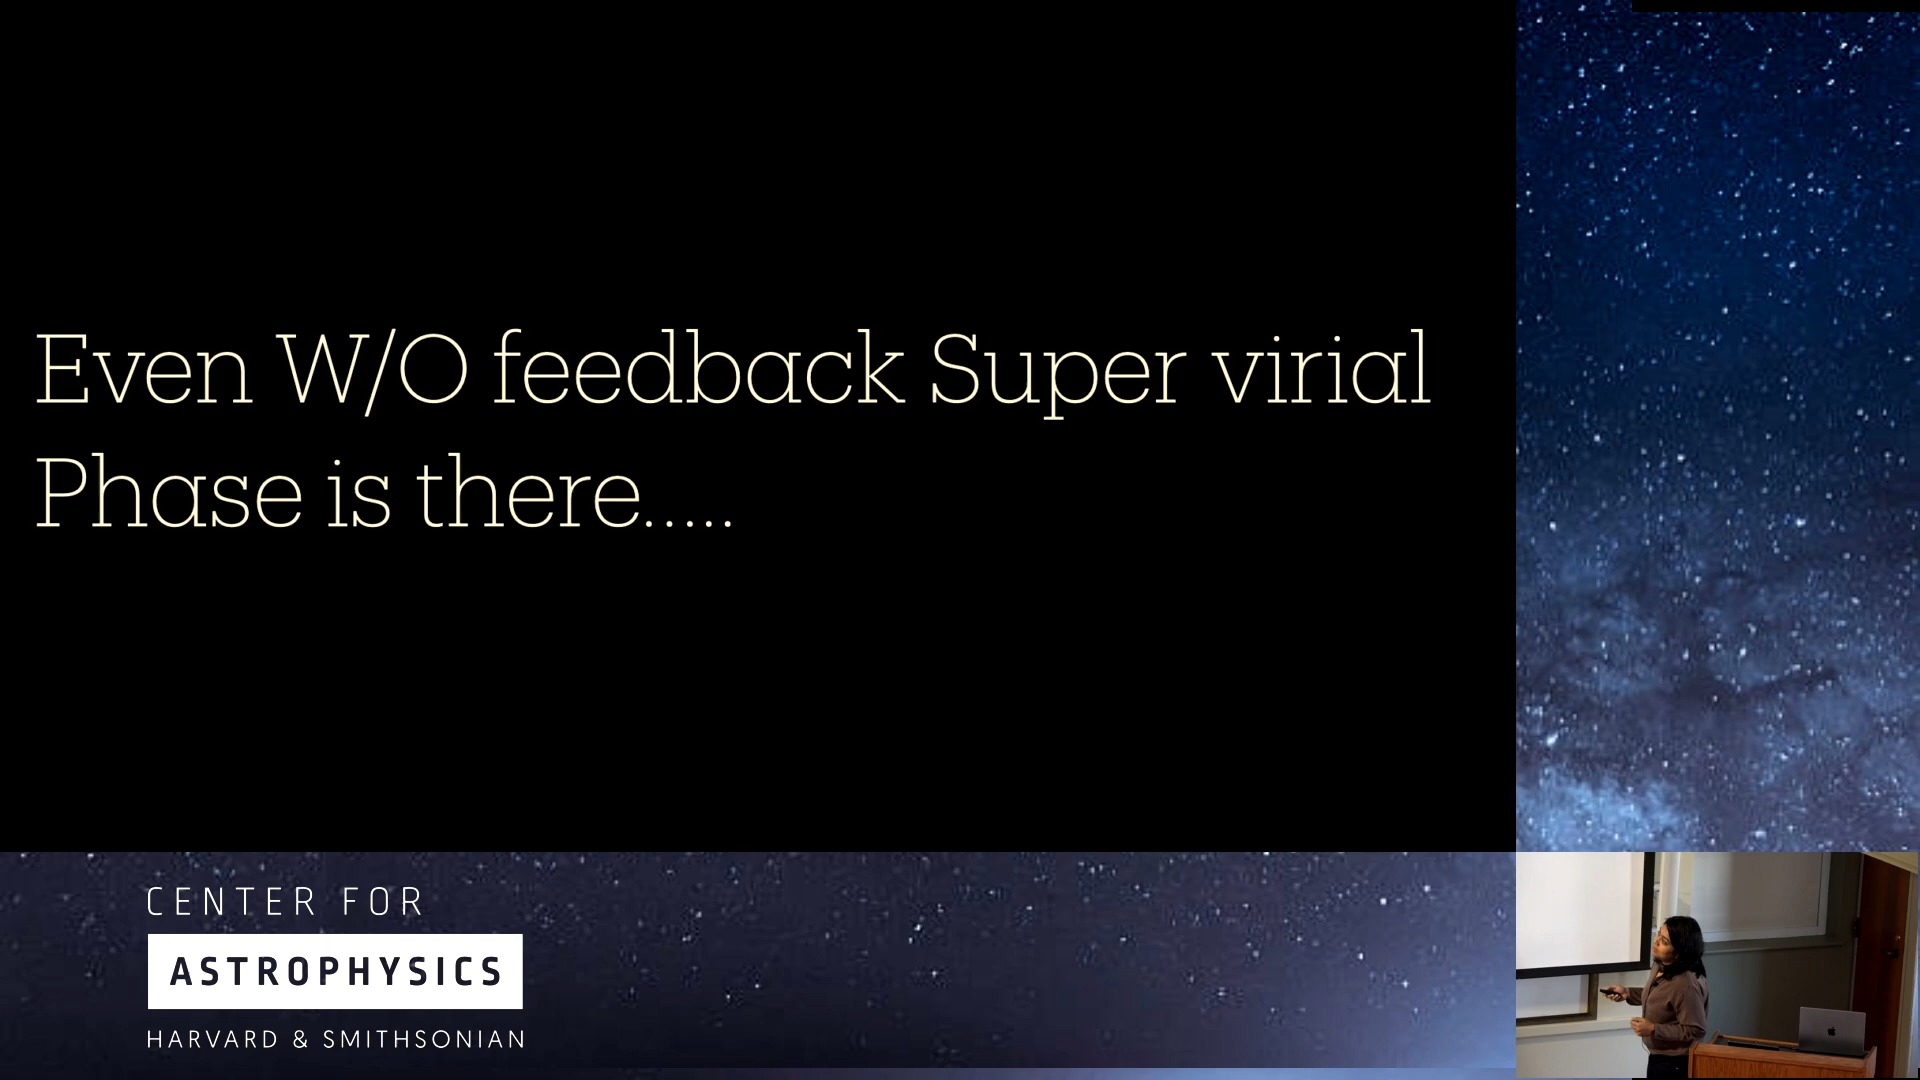 Even W/O feedback Super virial
Phase is there.....
CENTER FOR
ASTROPHYSICS
HARVARD & SMITHSONIAN